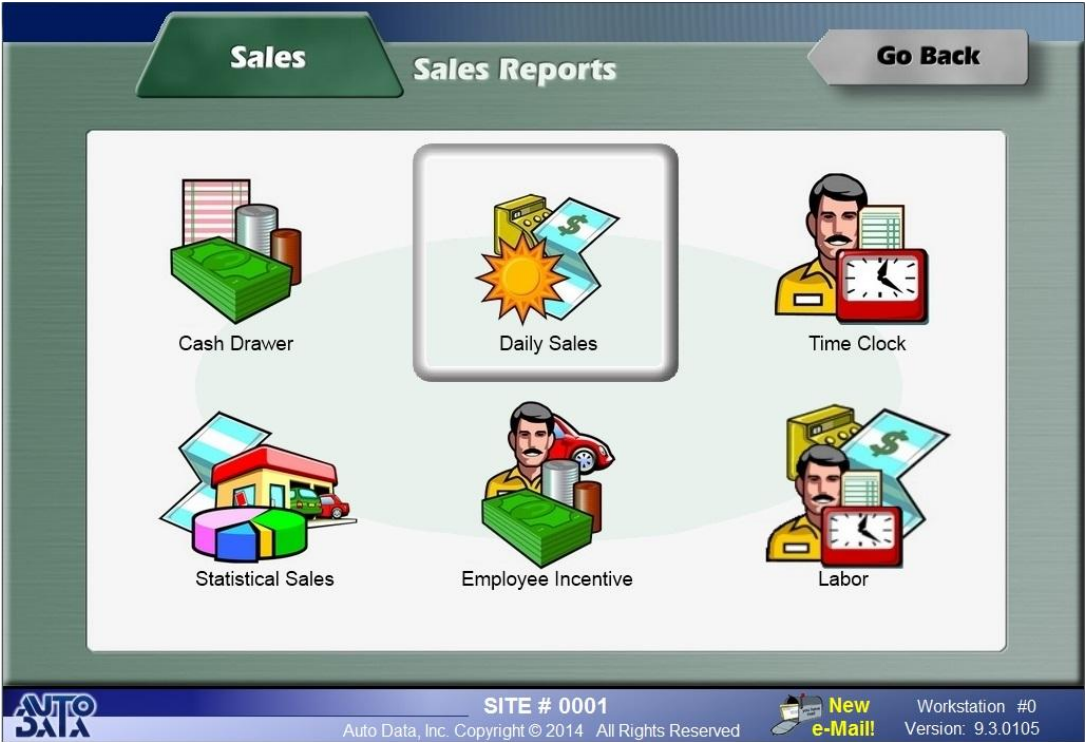 Sales
Sales Reports
Go Back
$
Cash Drawer
Daily Sales
Time Clock
$
Statistical Sales
Employee Incentive
Labor
AUTO
DATA
SITE # 0001
Auto Data, Inc. Copyright © 2014 All Rights Reserved
New
e-Mail!
Workstation #0
Version: 9.3.0105